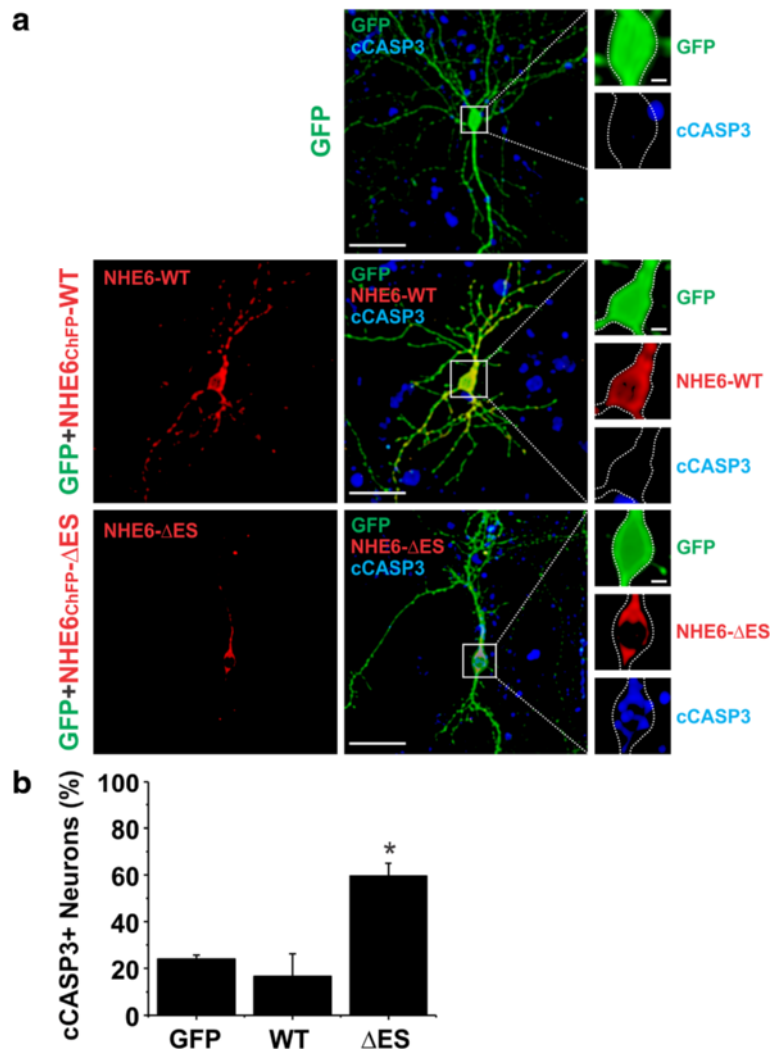 a
GFP
GFP
cCASP3
GFP
cCASP3
GFP+NHE6ChFP-WT
NHE6-WT
GFP
NHE6-WT
cCASP3
GFP
NHE6-WT
cCASP3
GFP+NHE6ChFP-ΔES
NHE6-ΔES
GFP
NHE6-ΔES
cCASP3
GFP
NHE6-ΔES
cCASP3
b
cCASP3+ Neurons (%)
100
80
60
40
20
0
*
GFP WT ΔES